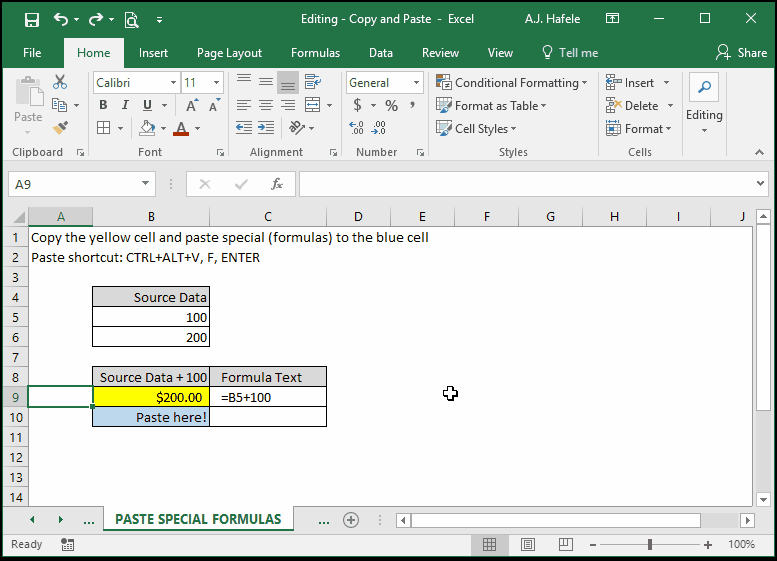 Editing - Copy and Paste - Excel
A.J. Hafele
File Home Insert Page Layout Formulas Data Review View Tell me Share
Paste
Calibri 11
B I U A A
A
General
$ % ,
Conditional Formatting
Format as Table
Cell Styles
Insert
Delete
Format
Editing
Clipboard Font Alignment Number Styles Cells
A9 fx
A B C D E F G H I J
1 Copy the yellow cell and paste special (formulas) to the blue cell
2 Paste shortcut: CTRL+ALT+V, F, ENTER
3
4 Source Data
5 100
6 200
7
8 Source Data + 100 Formula Text
9 $200.00 =B5+100
10 Paste here!
11
12
13
14
... PASTE SPECIAL FORMULAS ...
Ready 100%